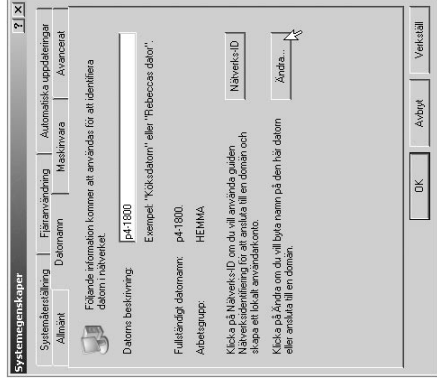 Systemegenskaper
Systemåterställning
Automatiska uppdateringar
Fjärranvändning
Allmänt
Datornamn
Maskinvara
Avancerat
Följande information kommer att användas för att identifiera
datorn i nätverket.
Datorns beskrivning:
p4-1800
Exempel: "Köksdatorn" eller "Rebeccas dator".
Fullständigt datornamn:
p4-1800.
Arbetsgrupp:
HEMMA
Klicka på Nätverks-ID om du vill använda guiden
Nätverksidentifiering för att ansluta till en domän och
skapa ett lokalt användarkonto.
Nätverks-ID
Klicka på Ändra om du vill byta namn på den här datorn
eller ansluta till en domän.
Ändra...
OK
Avbryt
Verkställ